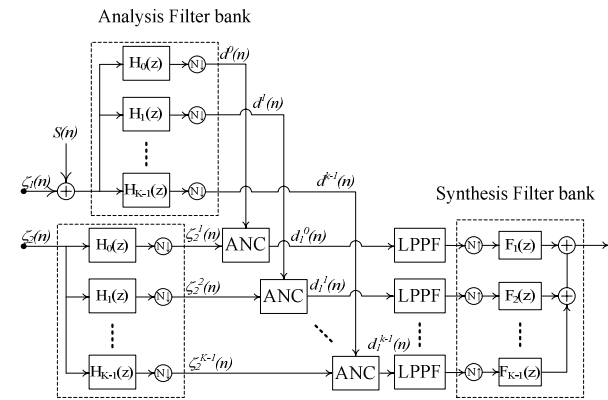 Analysis Filter bank
H₀(z) N↓ d⁰(n)
H₁(z) N↓ d¹(n)
S(n)
ζ₁(n) + H_{K-1}(z) N↓ d^{k-1}(n)
Synthesis Filter bank
ζ₂(n) H₀(z) N↓ ζ₂¹(n) ANC d₁⁰(n) LPPF N↑ F₁(z) +
H₁(z) N↓ ζ₂²(n) ANC d₁¹(n) LPPF N↑ F₂(z) +
H_{K-1}(z) N↓ ζ₂^{K-1}(n) ANC d₁^{k-1}(n) LPPF N↑ F_{K-1}(z)